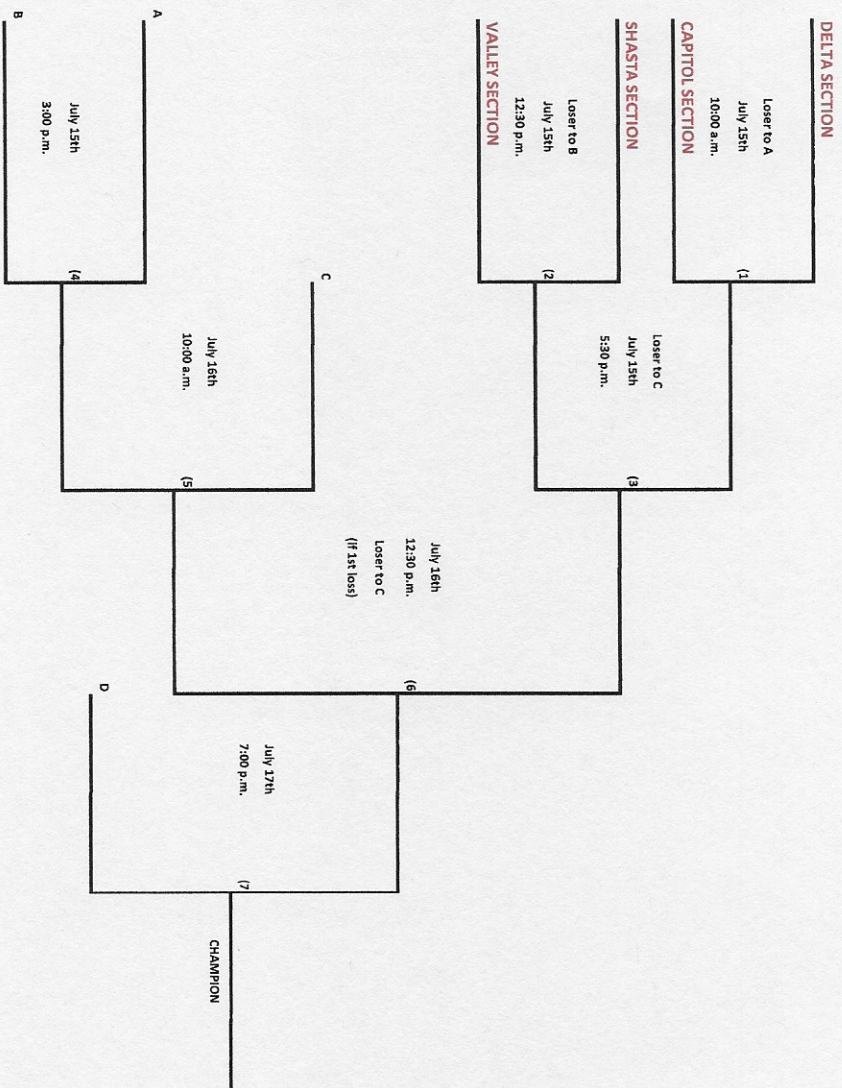 DELTA SECTION
Loser to A
July 15th
10:00 a.m.
(1
CAPITOL SECTION
Loser to C
July 15th
5:30 p.m.
(3
SHASTA SECTION
Loser to B
July 15th
12:30 p.m.
(2
VALLEY SECTION
July 16th
12:30 p.m.
Loser to C
(if 1st loss)
(6
C
July 16th
10:00 a.m.
(5
A
July 15th
3:00 p.m.
(4
B
July 17th
7:00 p.m.
(7
D
CHAMPION